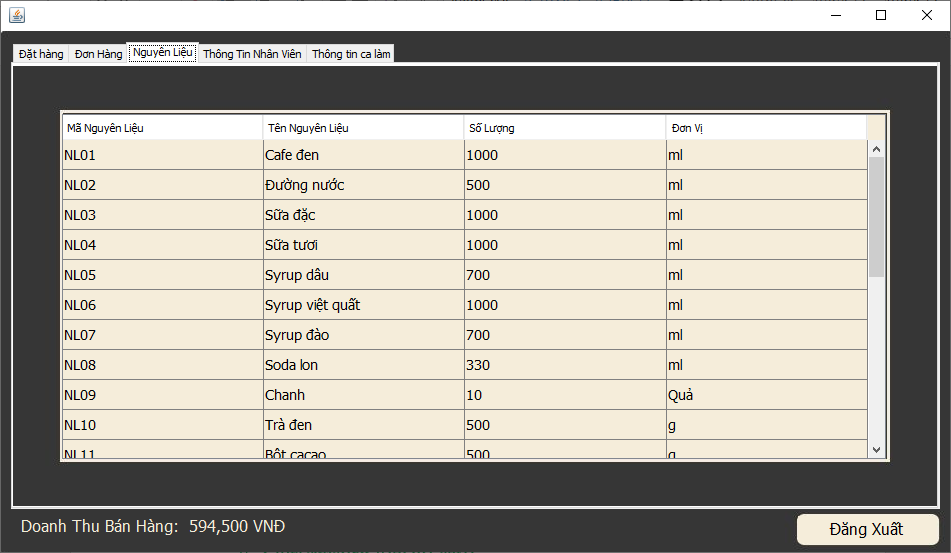 Đặt hàng Đơn Hàng Nguyên Liệu Thông Tin Nhân Viên Thông tin ca làm
Mã Nguyên Liệu Tên Nguyên Liệu Số Lượng Đơn Vị
NL01 Cafe đen 1000 ml
NL02 Đường nước 500 ml
NL03 Sữa đặc 1000 ml
NL04 Sữa tươi 1000 ml
NL05 Syrup dâu 700 ml
NL06 Syrup việt quất 1000 ml
NL07 Syrup đào 700 ml
NL08 Soda lon 330 ml
NL09 Chanh 10 Quả
NL10 Trà đen 500 g
NL11 Bột cacao 500 g
Doanh Thu Bán Hàng: 594,500 VNĐ
Đăng Xuất